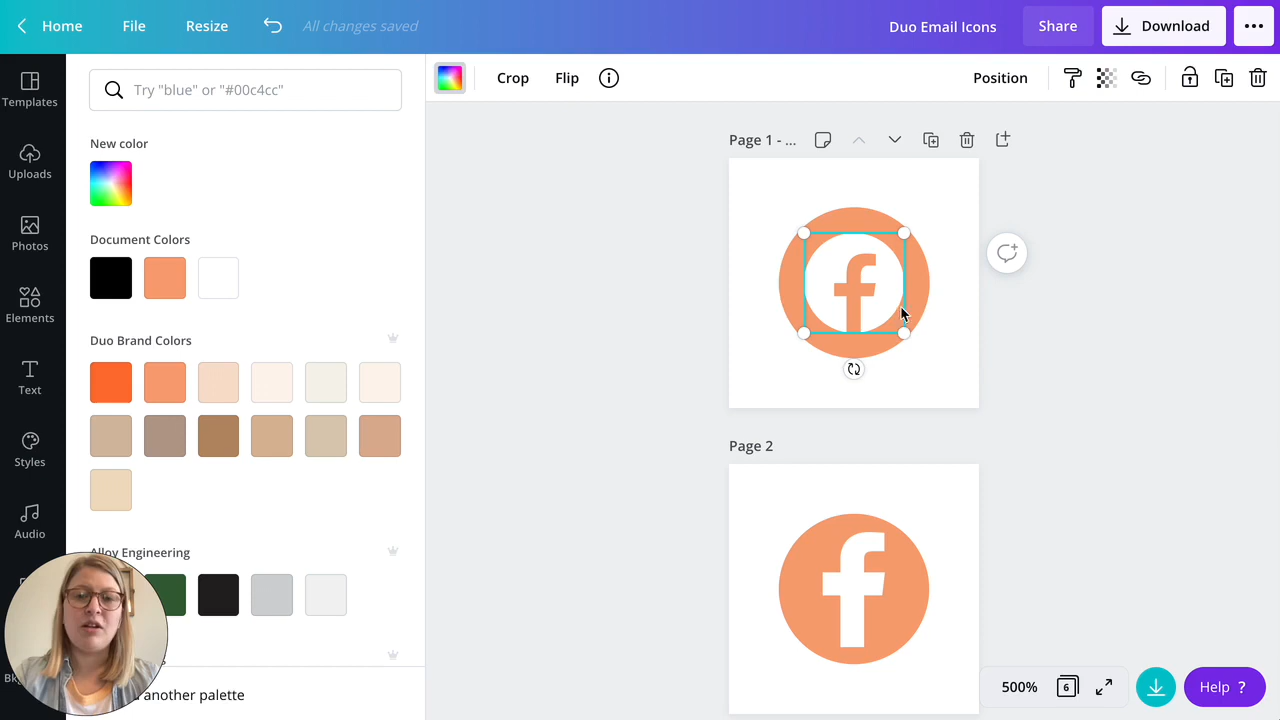 Home File Resize All changes saved Duo Email Icons Share Download
Templates
Uploads
Photos
Elements
Text
Styles
Audio
Try "blue" or "#00c4cc"
New color
Document Colors
Duo Brand Colors
Alloy Engineering
another palette
Crop Flip Position
Page 1 - ...
Page 2
500% 6 Help ?